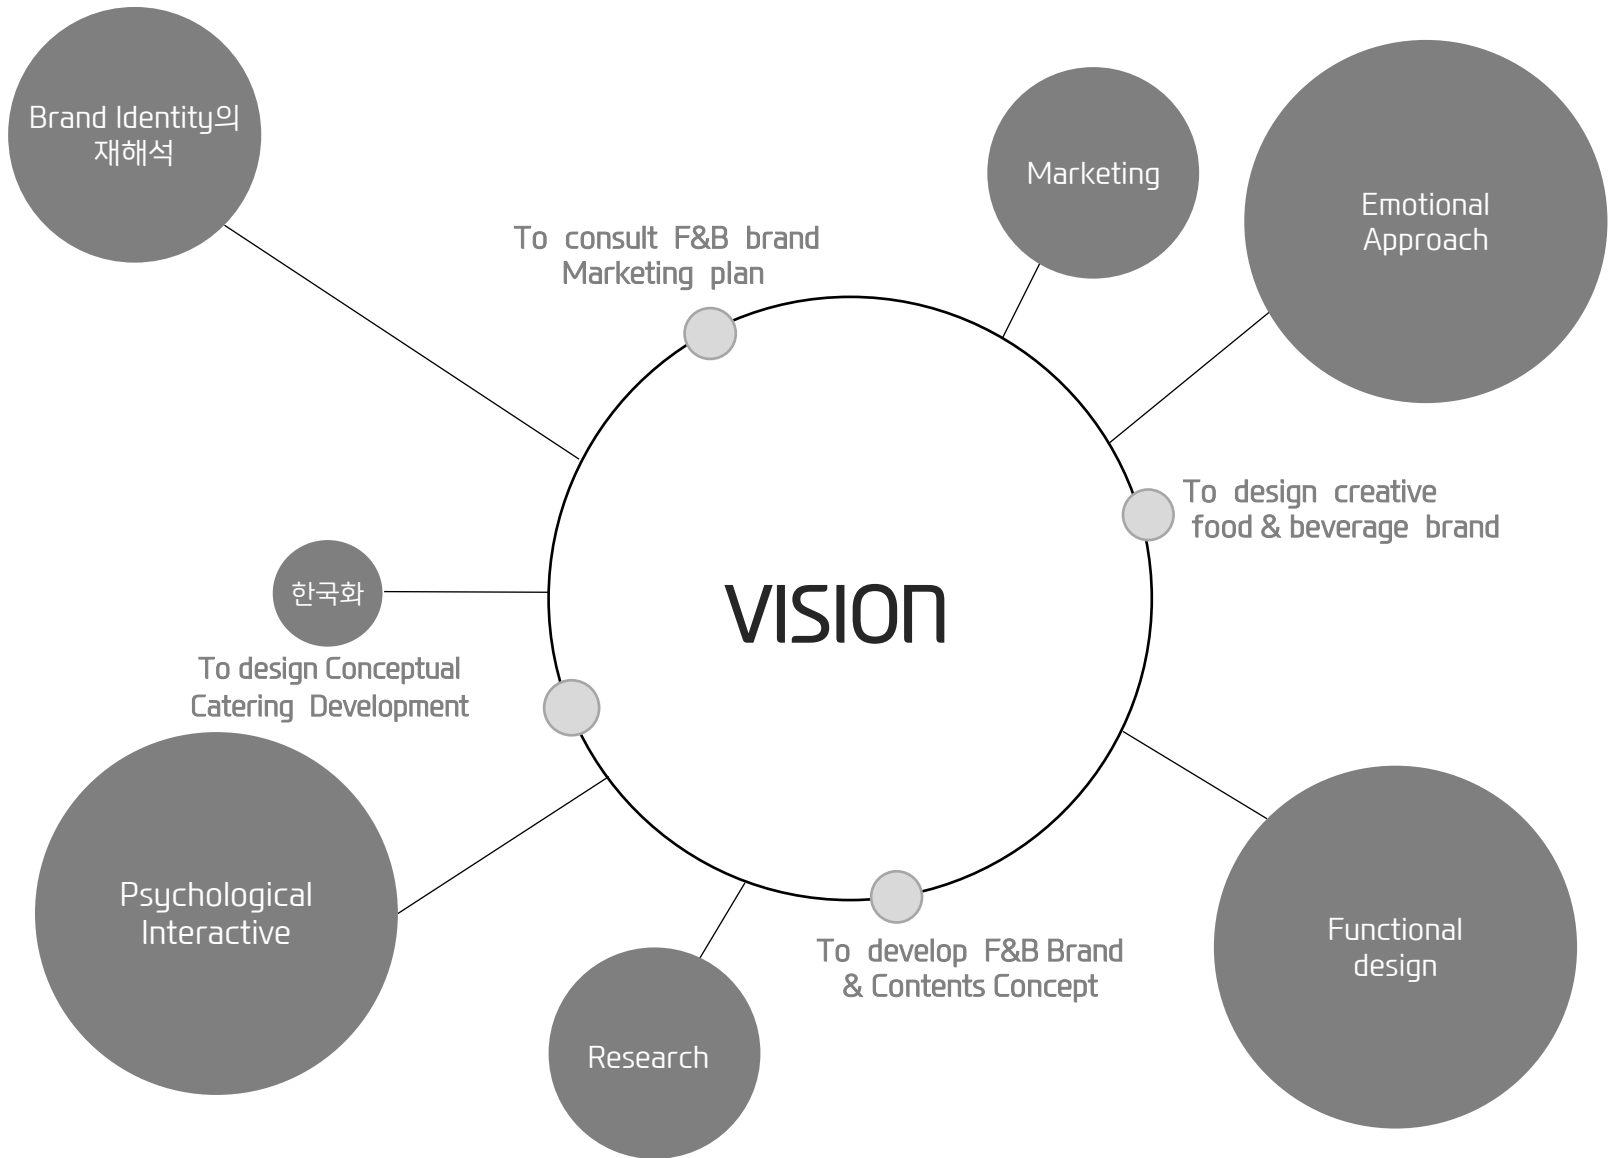 Brand Identity의
재해석
Marketing
Emotional
Approach
To consult F&B brand
Marketing plan
To design creative
food & beverage brand
VISION
한국화
To design Conceptual
Catering Development
Psychological
Interactive
Functional
design
To develop F&B Brand
& Contents Concept
Research